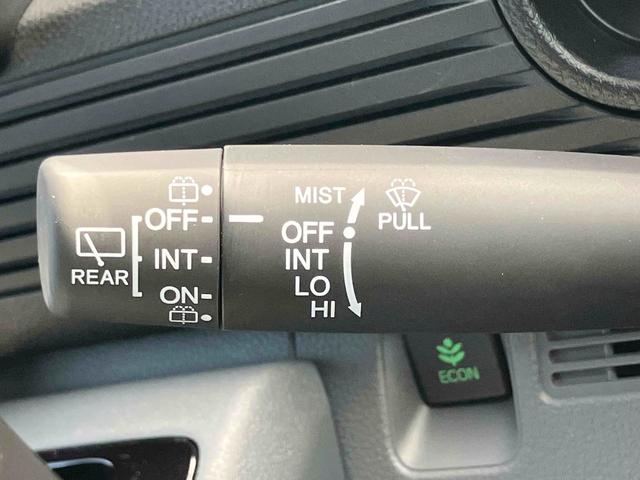 REAR
OFF
INT
ON
MIST
OFF
INT
LO
HI
PULL
ECON